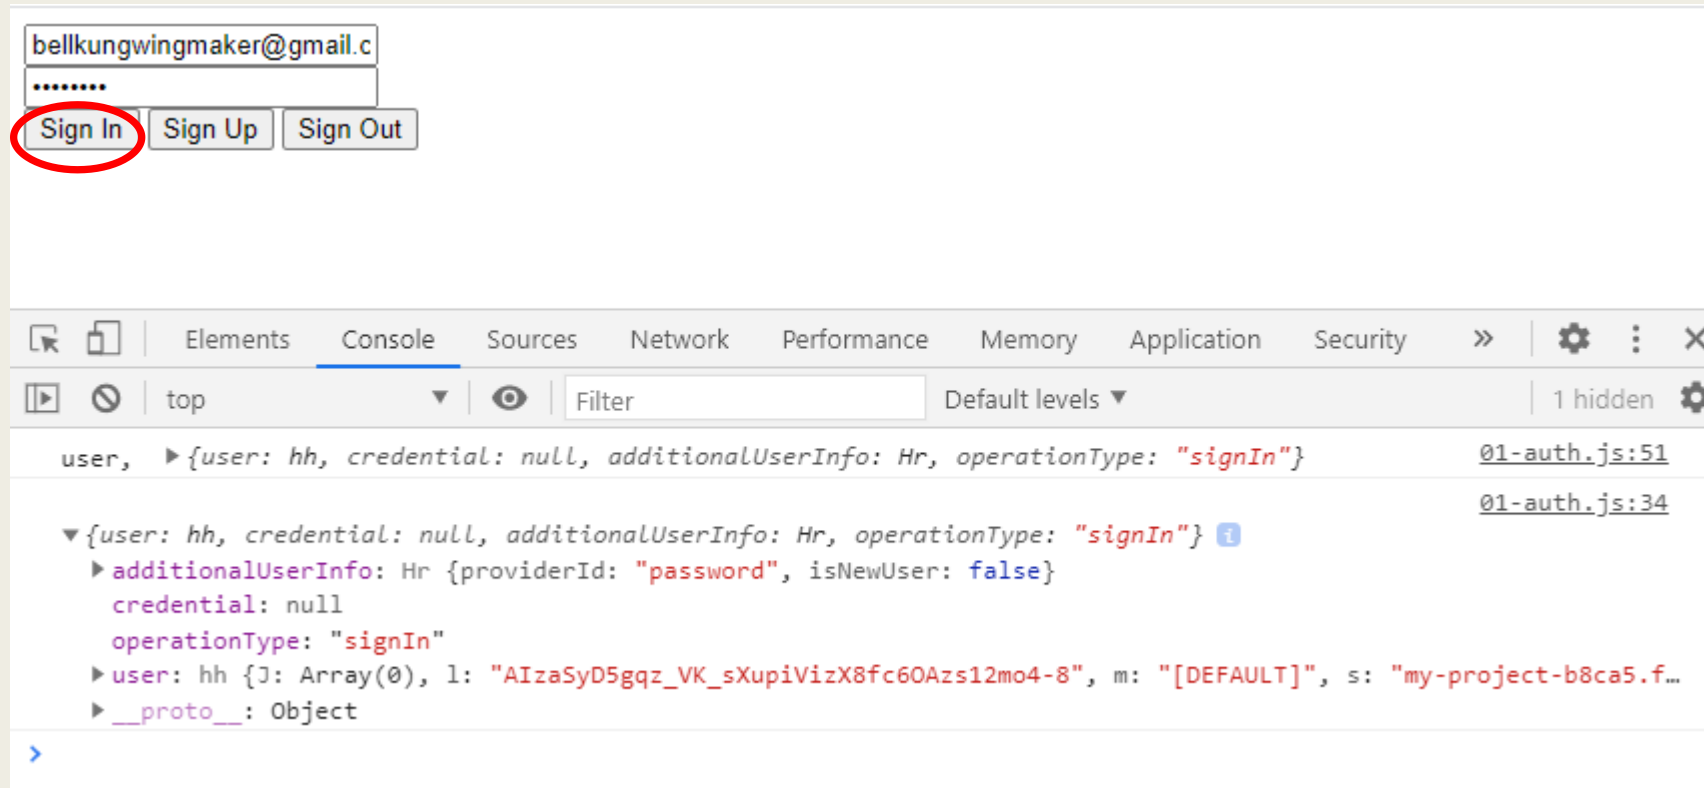 bellkungwingmaker@gmail.c
••••••••
Sign In Sign Up Sign Out
Elements Console Sources Network Performance Memory Application Security »
top ▼ Filter Default levels ▼ 1 hidden
user, ▶{user: hh, credential: null, additionalUserInfo: Hr, operationType: "signIn"} 01-auth.js:51
01-auth.js:34
▼{user: hh, credential: null, additionalUserInfo: Hr, operationType: "signIn"} i
▶additionalUserInfo: Hr {providerId: "password", isNewUser: false}
credential: null
operationType: "signIn"
▶user: hh {J: Array(0), l: "AIzaSyD5gqz_VK_sXupiVizX8fc6OAzs12mo4-8", m: "[DEFAULT]", s: "my-project-b8ca5.f…
▶__proto__: Object
>